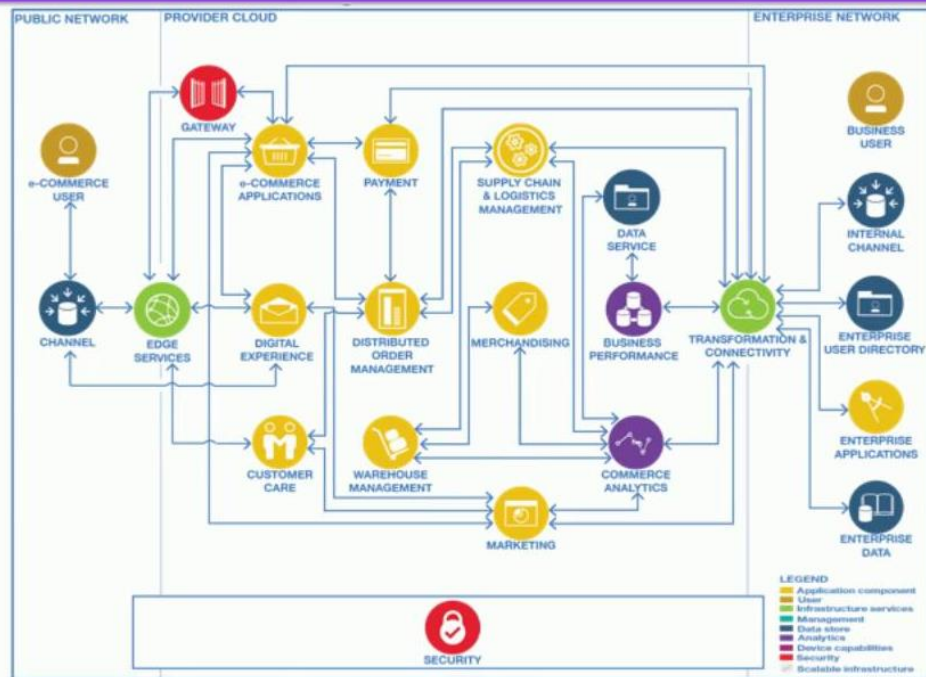 PUBLIC NETWORK
PROVIDER CLOUD
ENTERPRISE NETWORK
GATEWAY
e-COMMERCE
USER
e-COMMERCE
APPLICATIONS
PAYMENT
SUPPLY CHAIN
& LOGISTICS
MANAGEMENT
DATA
SERVICE
BUSINESS
USER
INTERNAL
CHANNEL
CHANNEL
EDGE
SERVICES
DIGITAL
EXPERIENCE
DISTRIBUTED
ORDER
MANAGEMENT
MERCHANDISING
BUSINESS
PERFORMANCE
TRANSFORMATION &
CONNECTIVITY
ENTERPRISE
USER DIRECTORY
CUSTOMER
CARE
WAREHOUSE
MANAGEMENT
COMMERCE
ANALYTICS
ENTERPRISE
APPLICATIONS
MARKETING
ENTERPRISE
DATA
SECURITY
LEGEND
Application component
User
Infrastructure services
Management
Data store
Analytics
Device capabilities
Security
Scalable infrastructure